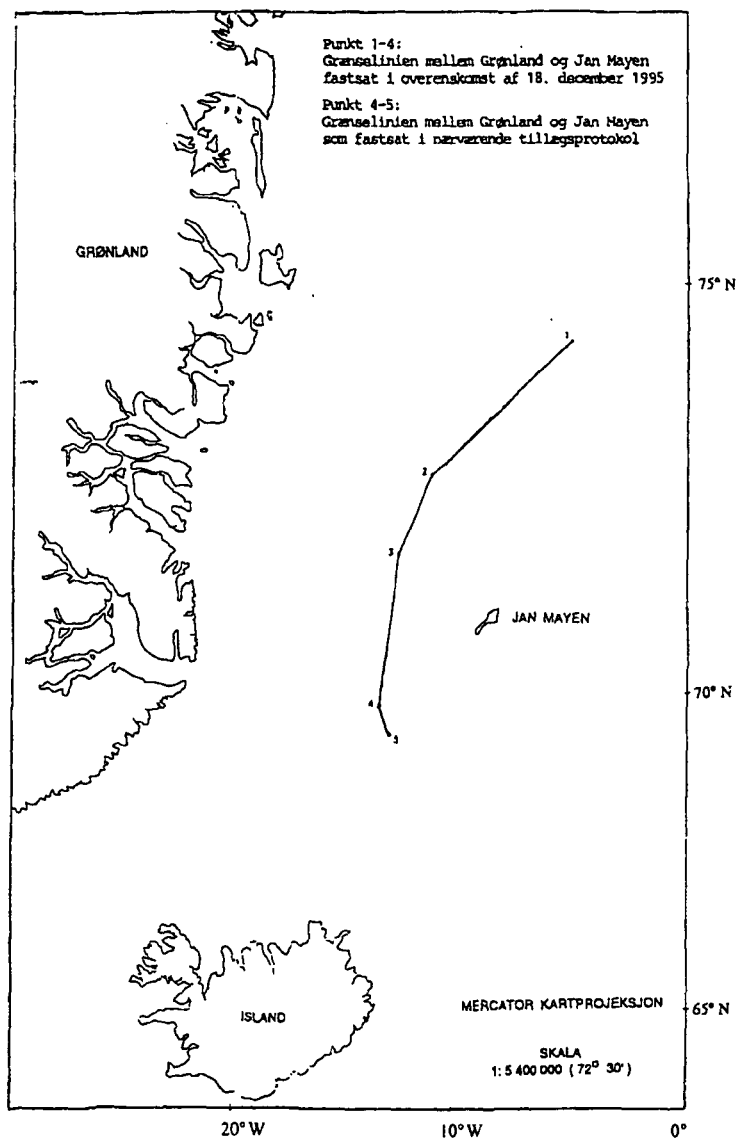 Punkt 1-4:
Grænselinien mellem Grønland og Jan Mayen
fastsat i overenskomst af 18. december 1995
Punkt 4-5:
Grænselinien mellem Grønland og Jan Mayen
som fastsat i nærværende tillægsprotokol
GRØNLAND
75° N
1
2
3
JAN MAYEN
70° N
4
5
ISLAND
MERCATOR KARTPROJEKSJON
65° N
SKALA
1: 5 400 000 (72° 30')
20° W
10° W
0°